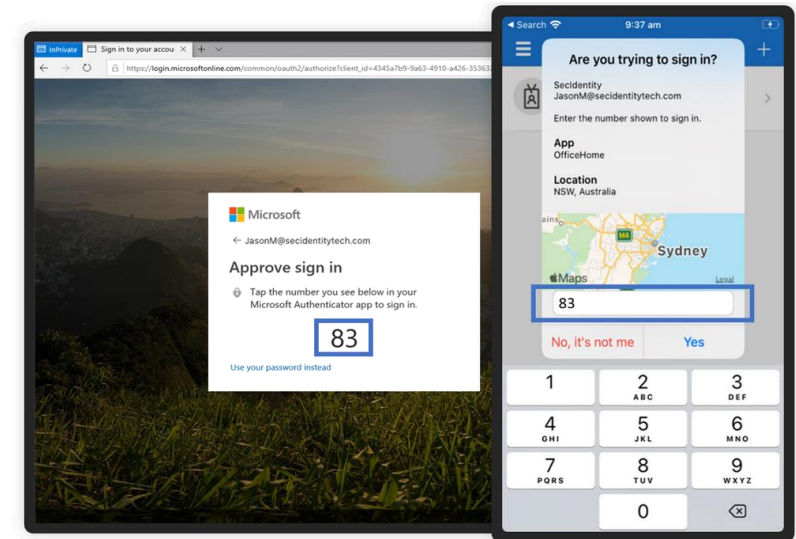 InPrivate
Sign in to your accou
https://login.microsoftonline.com/common/oauth2/authorize?client_id=4345a7b9-9a63-4910-a426-35363
Microsoft
JasonM@secidentitytech.com
Approve sign in
Tap the number you see below in your
Microsoft Authenticator app to sign in.
83
Use your password instead
Search
9:37 am
Are you trying to sign in?
SecIdentity
JasonM@secidentitytech.com
Enter the number shown to sign in.
App
OfficeHome
Location
NSW, Australia
ains
M4
Sydney
Maps
Legal
83
No, it's not me
Yes
1
2
ABC
3
DEF
4
GHI
5
JKL
6
MNO
7
PQRS
8
TUV
9
WXYZ
0